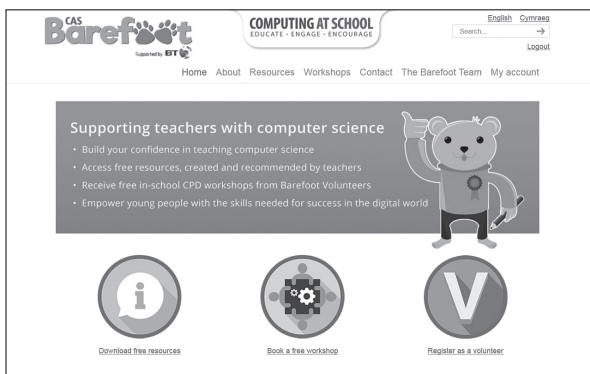 CAS
Barefoot
Supported by BT
COMPUTING AT SCHOOL
EDUCATE · ENGAGE · ENCOURAGE
English Cymraeg
Search...
Logout
Home About Resources Workshops Contact The Barefoot Team My account
Supporting teachers with computer science
• Build your confidence in teaching computer science
• Access free resources, created and recommended by teachers
• Receive free in-school CPD workshops from Barefoot Volunteers
• Empower young people with the skills needed for success in the digital world
i
V
Download free resources
Book a free workshop
Register as a volunteer